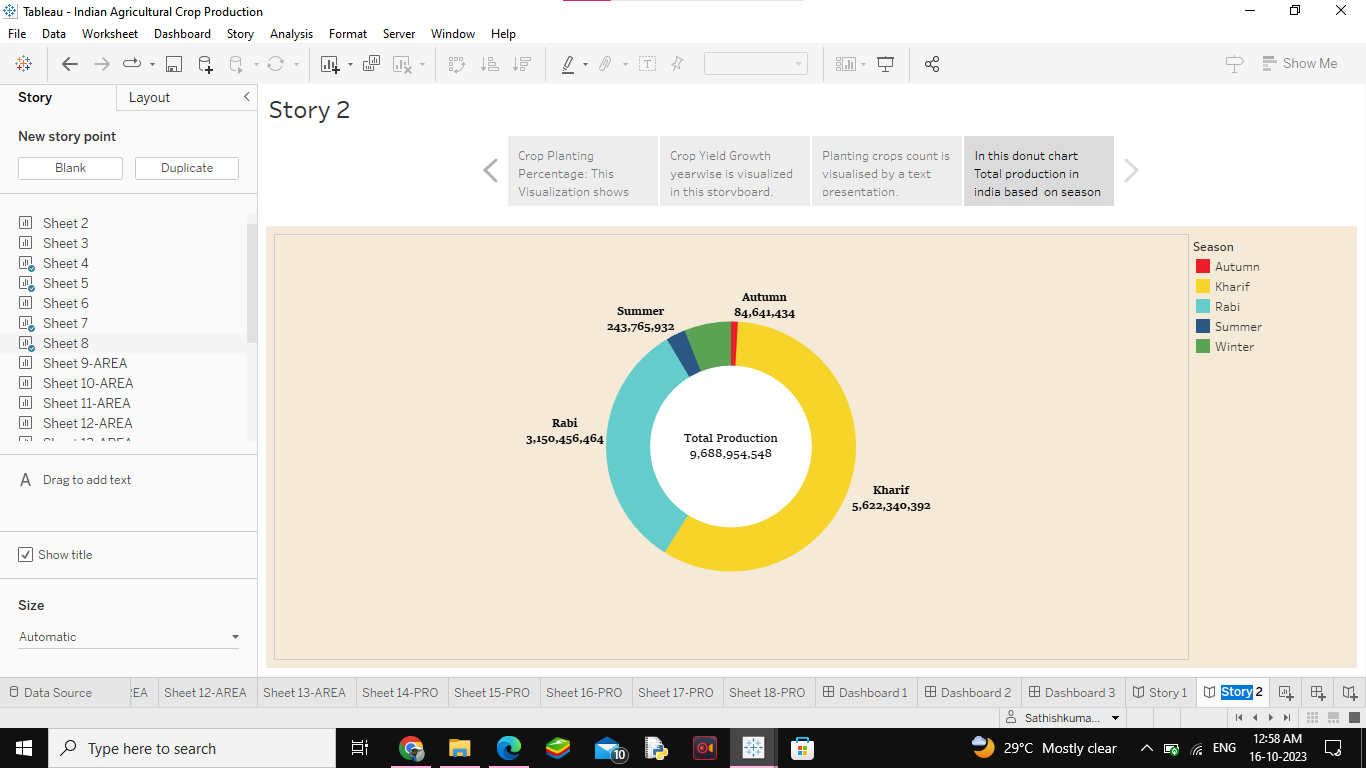 Tableau - Indian Agricultural Crop Production
File Data Worksheet Dashboard Story Analysis Format Server Window Help
Show Me
Story Layout
New story point
Blank Duplicate
Sheet 2
Sheet 3
Sheet 4
Sheet 5
Sheet 6
Sheet 7
Sheet 8
Sheet 9-AREA
Sheet 10-AREA
Sheet 11-AREA
Sheet 12-AREA
A Drag to add text
Show title
Size
Automatic
Story 2
Crop Planting
Percentage: This
Visualization shows
Crop Yield Growth
yearwise is visualized
in this storyboard.
Planting crops count is
visualised by a text
presentation.
In this donut chart
Total production in
india based on season
Season
Autumn
Kharif
Rabi
Summer
Winter
Autumn
84,641,434
Summer
243,765,932
Rabi
3,150,456,464
Total Production
9,688,954,548
Kharif
5,622,340,392
Data Source EA Sheet 12-AREA Sheet 13-AREA Sheet 14-PRO Sheet 15-PRO Sheet 16-PRO Sheet 17-PRO Sheet 18-PRO Dashboard 1 Dashboard 2 Dashboard 3 Story 1 Story 2
Sathishkuma...
Type here to search
10
29°C Mostly clear
ENG
12:58 AM
16-10-2023